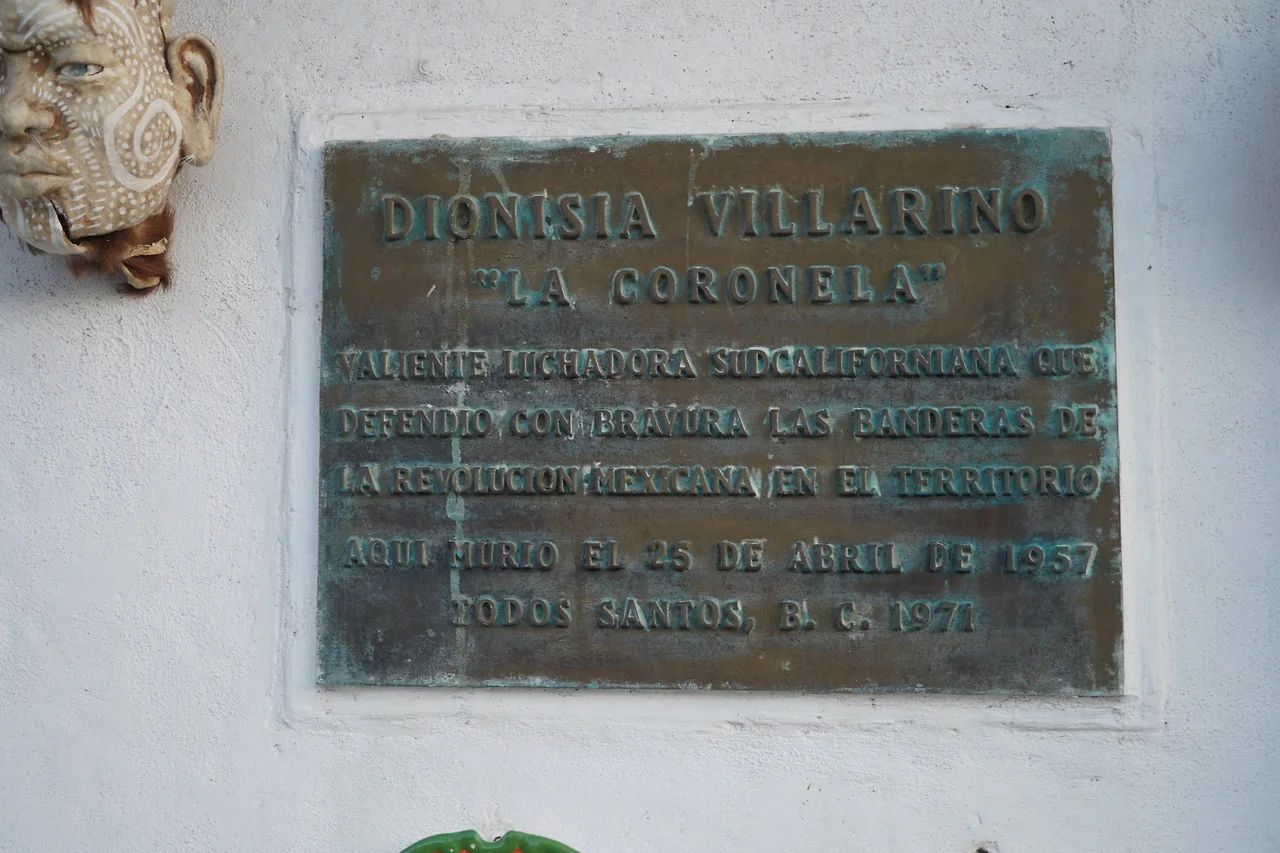 DIONISIA VILLARINO
"LA CORONELA"
VALIENTE LUCHADORA SUDCALIFORNIANA QUE
DEFENDIO CON BRAVURA LAS BANDERAS DE
LA REVOLUCION MEXICANA EN EL TERRITORIO
AQUI MURIO EL 25 DE ABRIL DE 1957
TODOS SANTOS, B. C. 1971